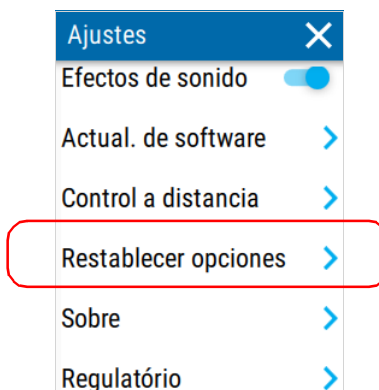 Ajustes
Efectos de sonido
Actual. de software
Control a distancia
Restablecer opciones
Sobre
Regulatório